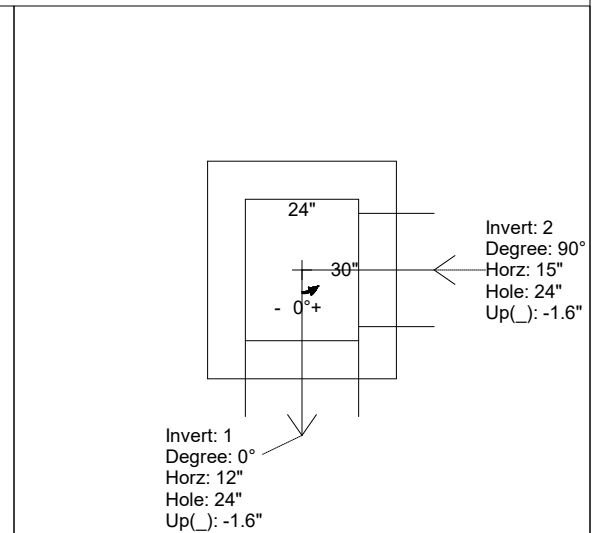 24"
30"
- 0°+
Invert: 2
Degree: 90°
Horz: 15"
Hole: 24"
Up(_): -1.6"
Invert: 1
Degree: 0°
Horz: 12"
Hole: 24"
Up(_): -1.6"